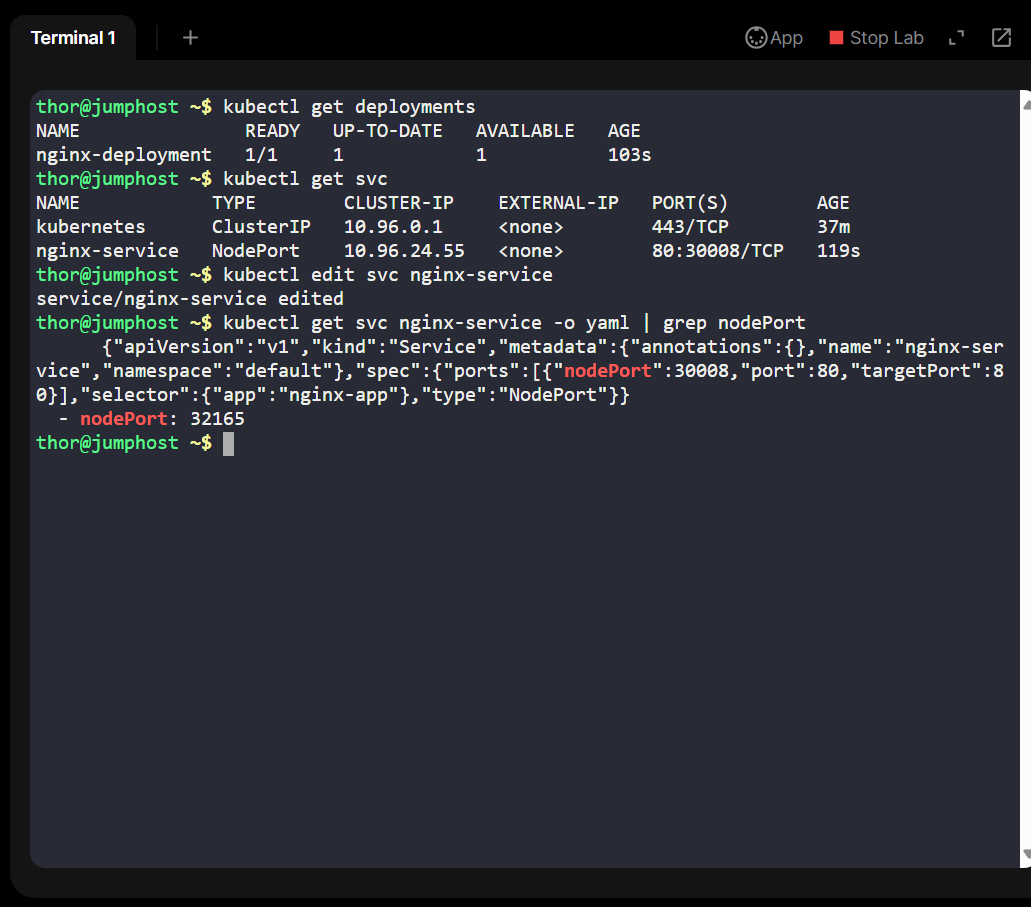 Terminal 1
+
App
Stop Lab
thor@jumphost ~$ kubectl get deployments
NAME               READY   UP-TO-DATE   AVAILABLE   AGE
nginx-deployment   1/1     1            1           103s
thor@jumphost ~$ kubectl get svc
NAME            TYPE        CLUSTER-IP    EXTERNAL-IP   PORT(S)        AGE
kubernetes      ClusterIP   10.96.0.1     <none>        443/TCP        37m
nginx-service   NodePort    10.96.24.55   <none>        80:30008/TCP   119s
thor@jumphost ~$ kubectl edit svc nginx-service
service/nginx-service edited
thor@jumphost ~$ kubectl get svc nginx-service -o yaml | grep nodePort
      {"apiVersion":"v1","kind":"Service","metadata":{"annotations":{},"name":"nginx-ser
vice","namespace":"default"},"spec":{"ports":[{"nodePort":30008,"port":80,"targetPort":8
0}],"selector":{"app":"nginx-app"},"type":"NodePort"}}
  - nodePort: 32165
thor@jumphost ~$